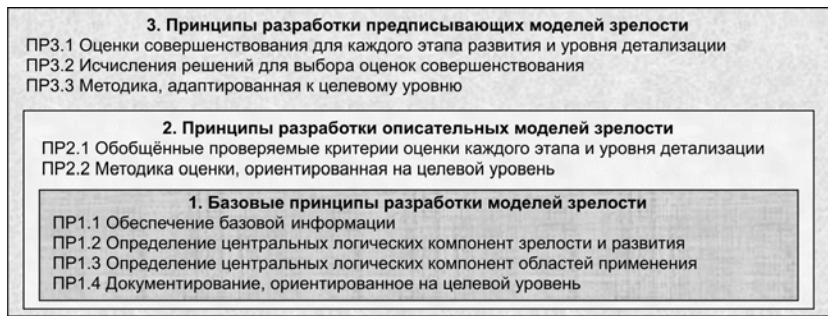 3. Принципы разработки предписывающих моделей зрелости
ПР3.1 Оценки совершенствования для каждого этапа развития и уровня детализации
ПР3.2 Исчисления решений для выбора оценок совершенствования
ПР3.3 Методика, адаптированная к целевому уровню
2. Принципы разработки описательных моделей зрелости
ПР2.1 Обобщённые проверяемые критерии оценки каждого этапа и уровня детализации
ПР2.2 Методика оценки, ориентированная на целевой уровень
1. Базовые принципы разработки моделей зрелости
ПР1.1 Обеспечение базовой информации
ПР1.2 Определение центральных логических компонент зрелости и развития
ПР1.3 Определение центральных логических компонент областей применения
ПР1.4 Документирование, ориентированное на целевой уровень